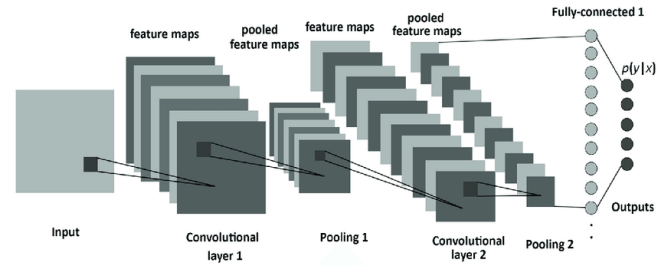 Fully-connected 1
feature maps
pooled
feature maps
feature maps
pooled
feature maps
p(y|x)
Input
Convolutional
layer 1
Pooling 1
Convolutional
layer 2
Pooling 2
Outputs